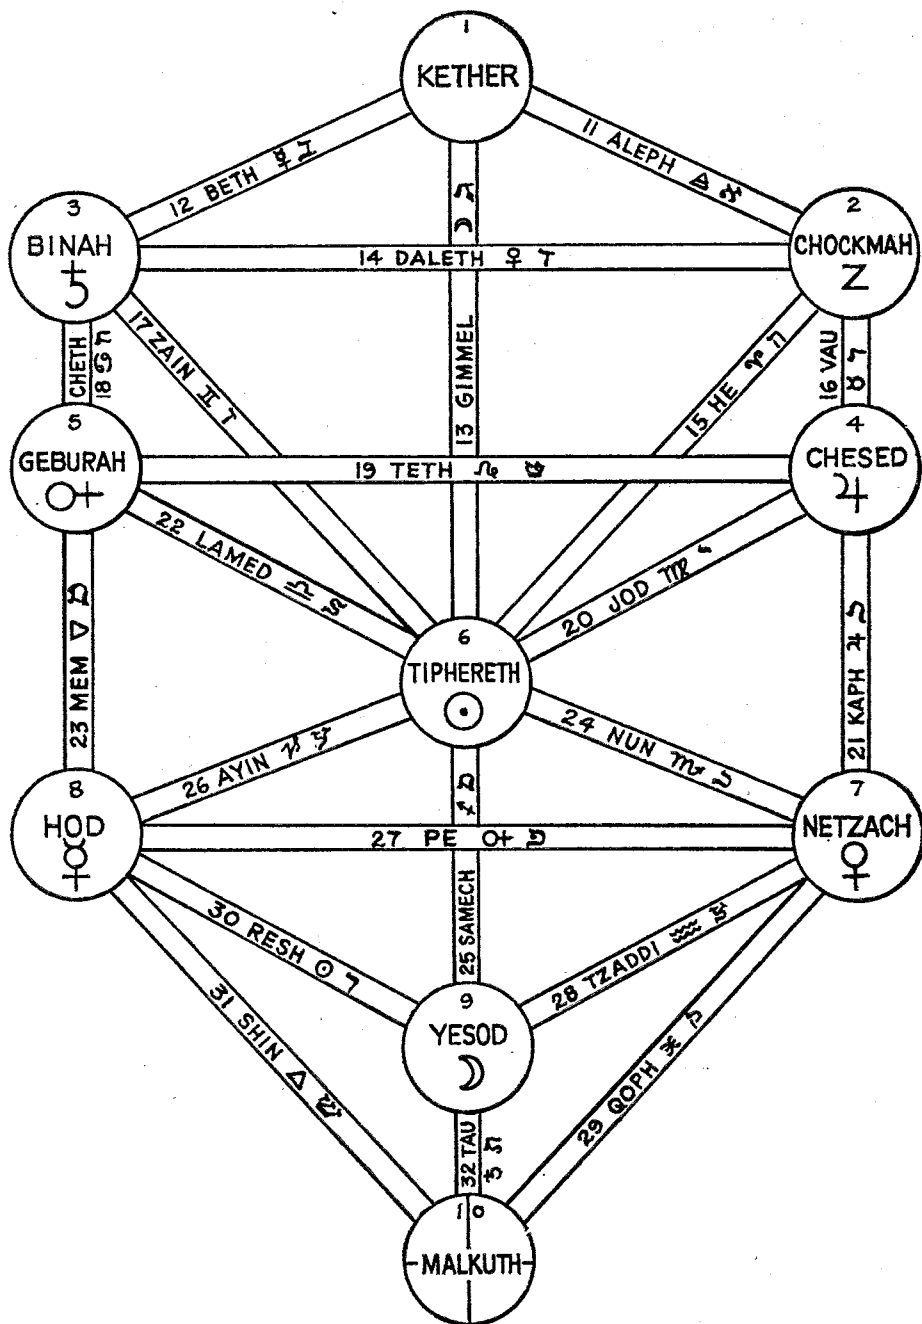 1
KETHER
11 ALEPH
12 BETH
3
BINAH
2
CHOCKMAH
14 DALETH
13 GIMMEL
17 ZAIN
15 HE
CHETH
18
16 VAU
5
GEBURAH
4
CHESED
19 TETH
22 LAMED
20 JOD
6
TIPHERETH
23 MEM
21 KAPH
26 AYIN
24 NUN
8
HOD
7
NETZACH
27 PE
25 SAMECH
30 RESH
28 TZADDI
31 SHIN
29 QOPH
9
YESOD
32 TAU
10
MALKUTH